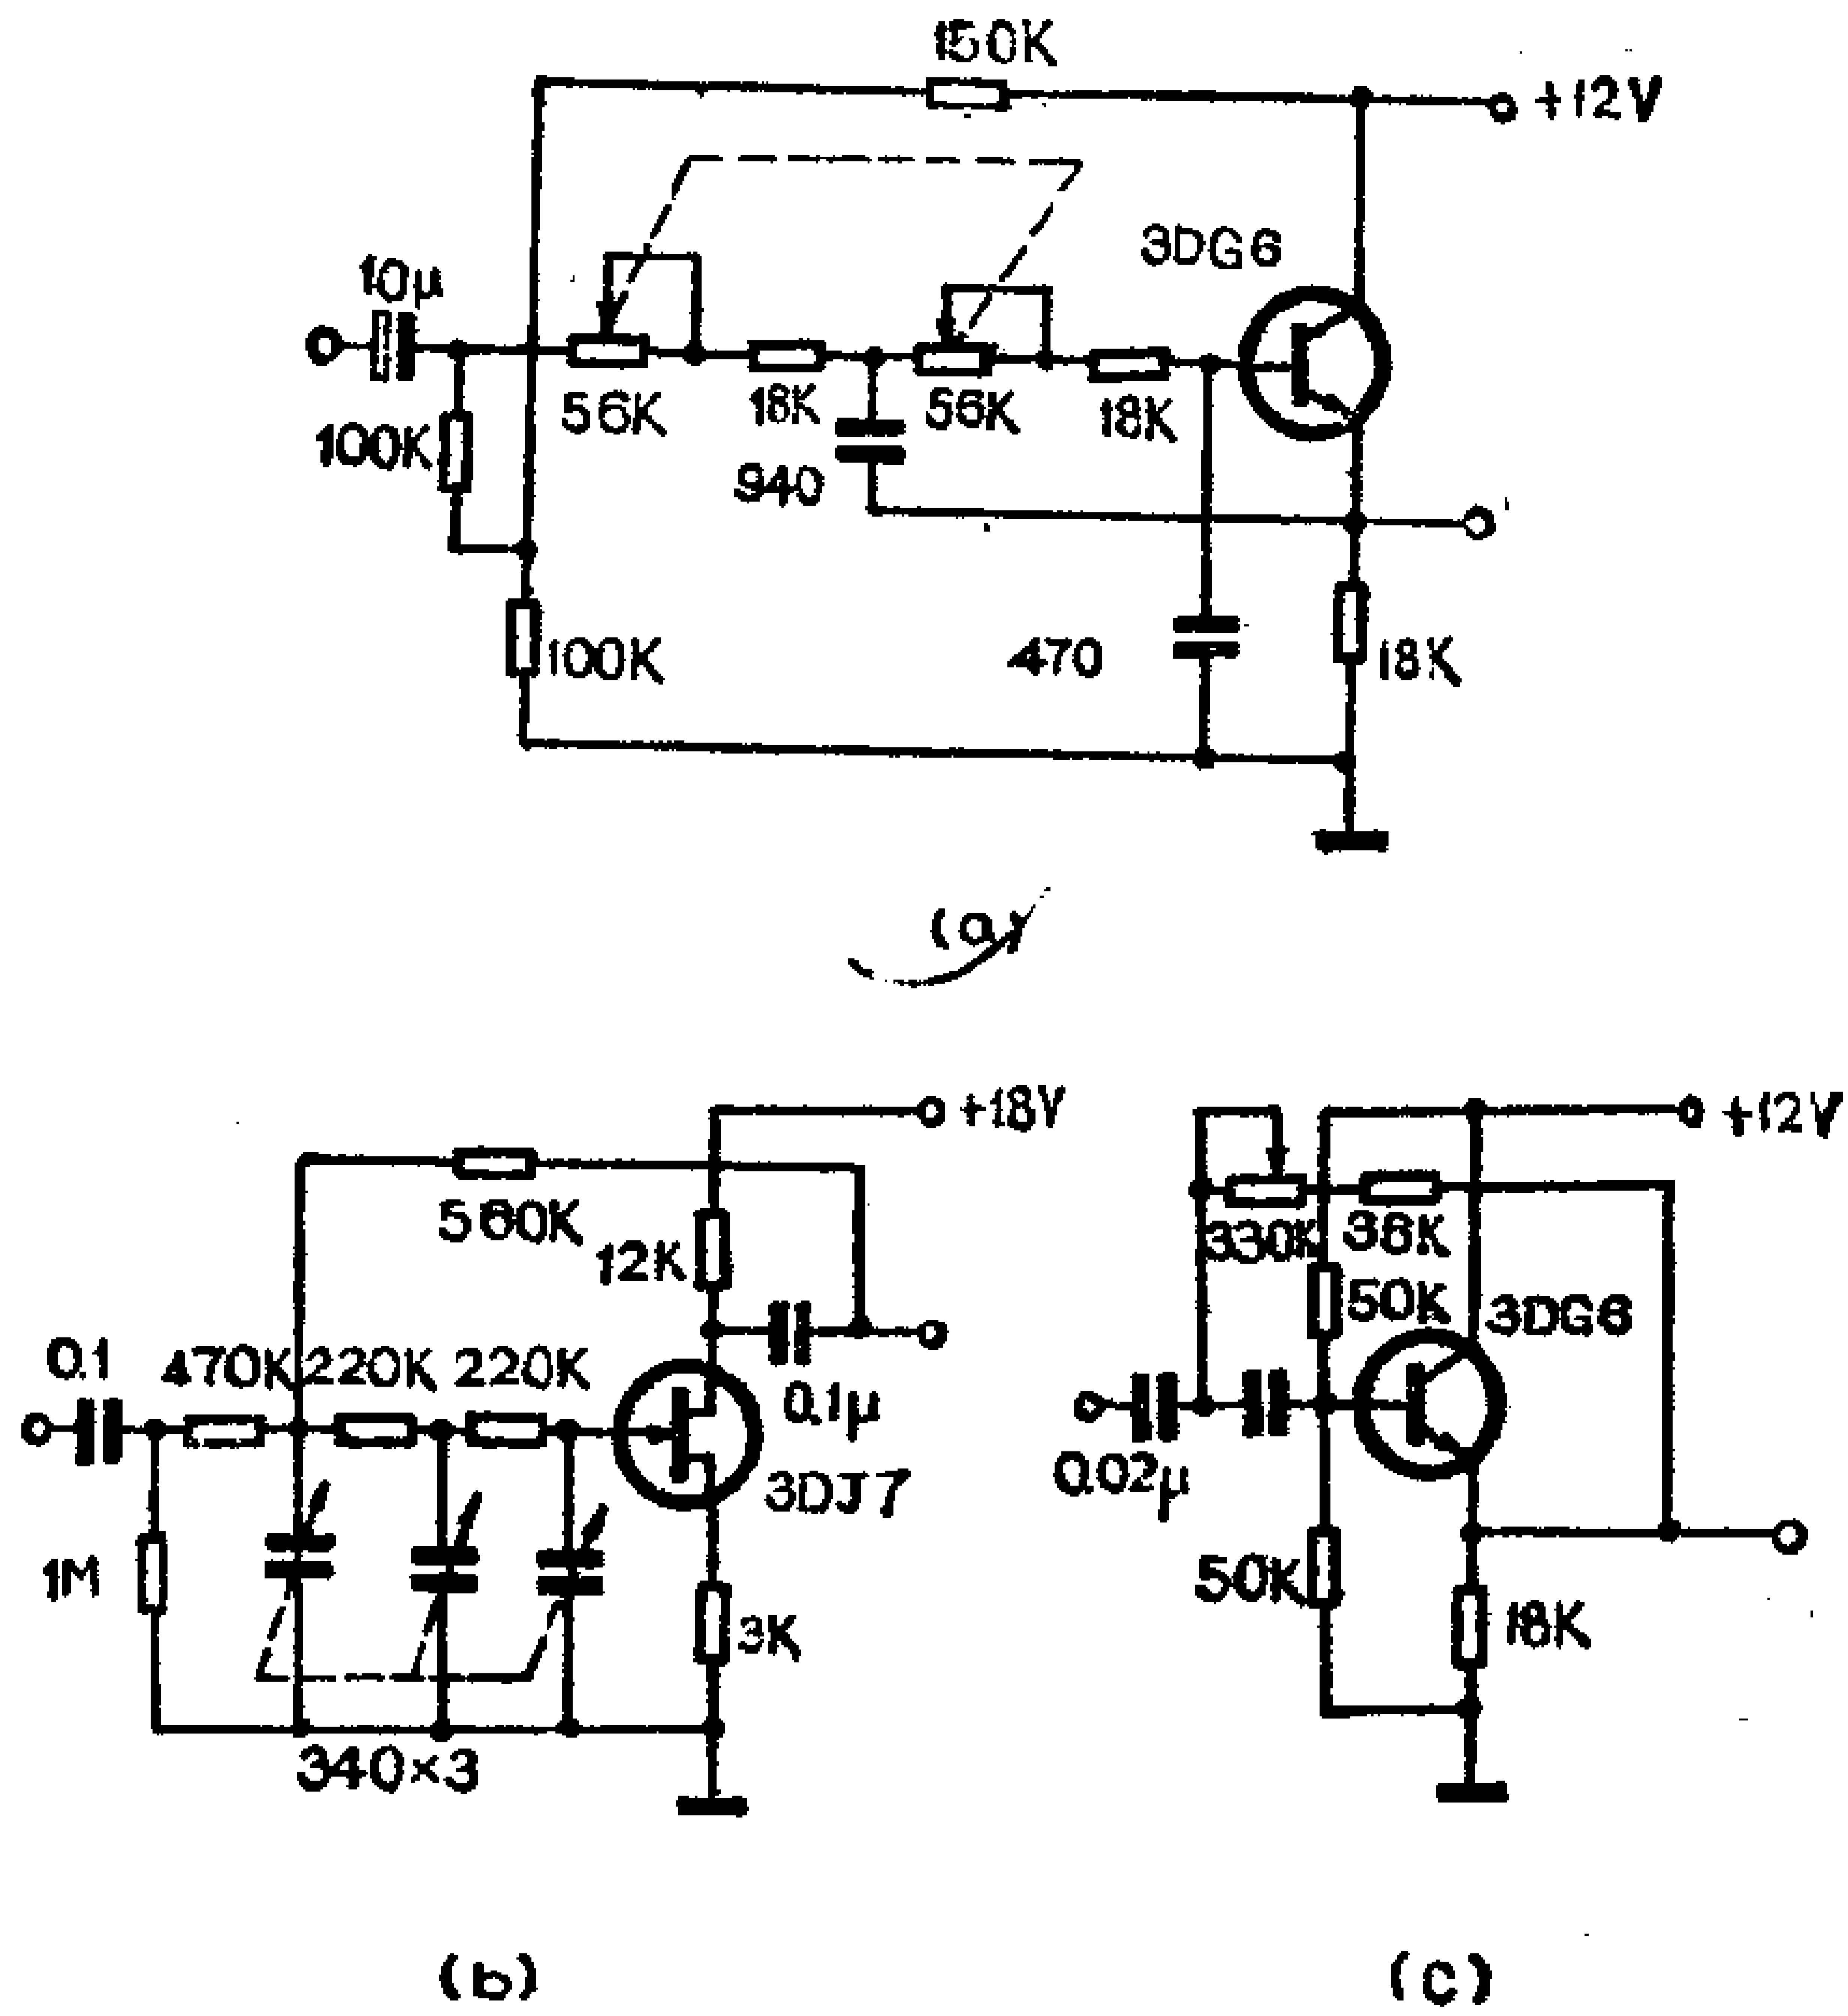 150K
+12V
3DG6
10μ
56K
18K
56K
18K
100K
940
100K
470
18K
(a)
+18V
+12V
560K
12K
330K
36K
50K
3DG6
0.1
470K
220K
220K
0.1μ
0.02μ
3DJ7
1M
3K
50K
18K
340×3
(b)
(c)